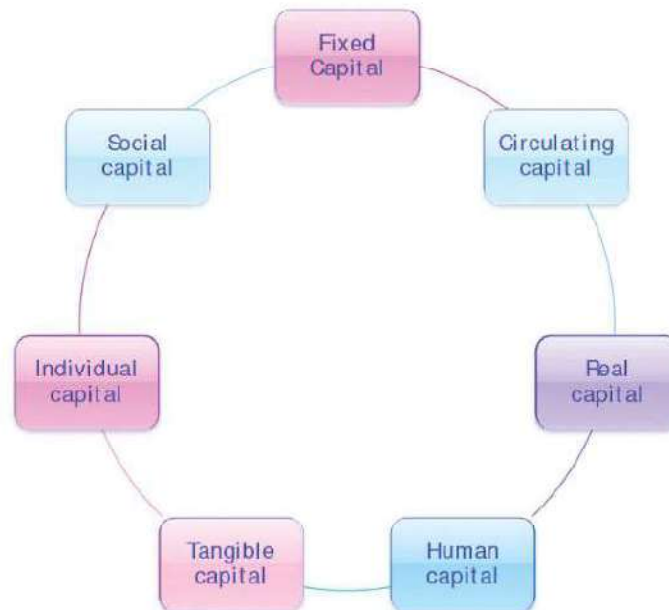 Fixed
Capital
Circulating
capital
Real
capital
Human
capital
Tangible
capital
Individual
capital
Social
capital